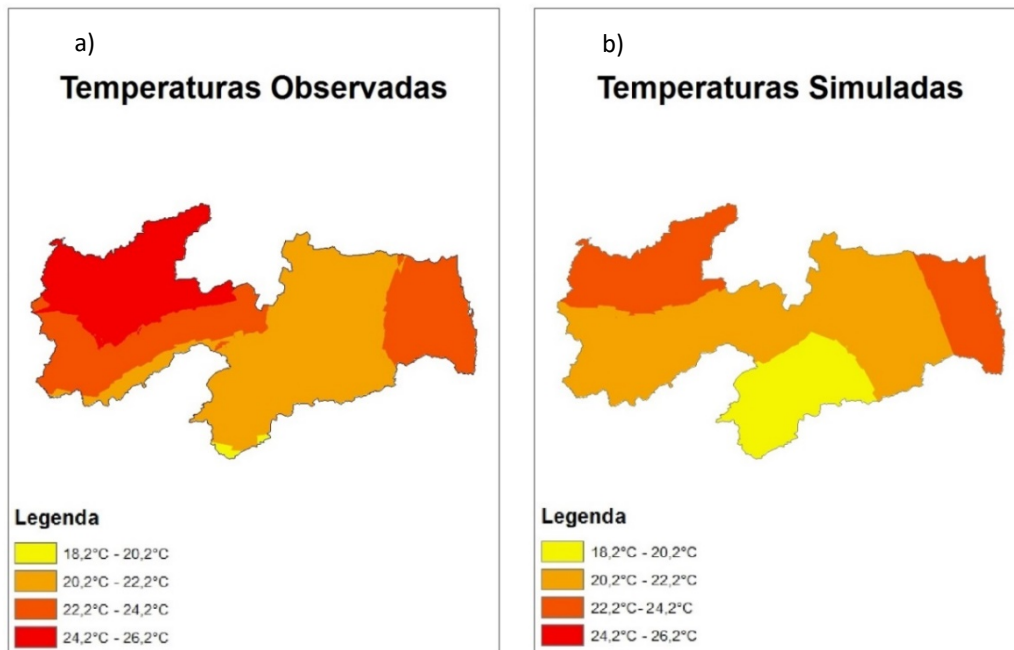 a)
Temperaturas Observadas
Legenda
18,2°C - 20,2°C
20,2°C - 22,2°C
22,2°C - 24,2°C
24,2°C - 26,2°C
b)
Temperaturas Simuladas
Legenda
18,2°C - 20,2°C
20,2°C - 22,2°C
22,2°C- 24,2°C
24,2°C - 26,2°C